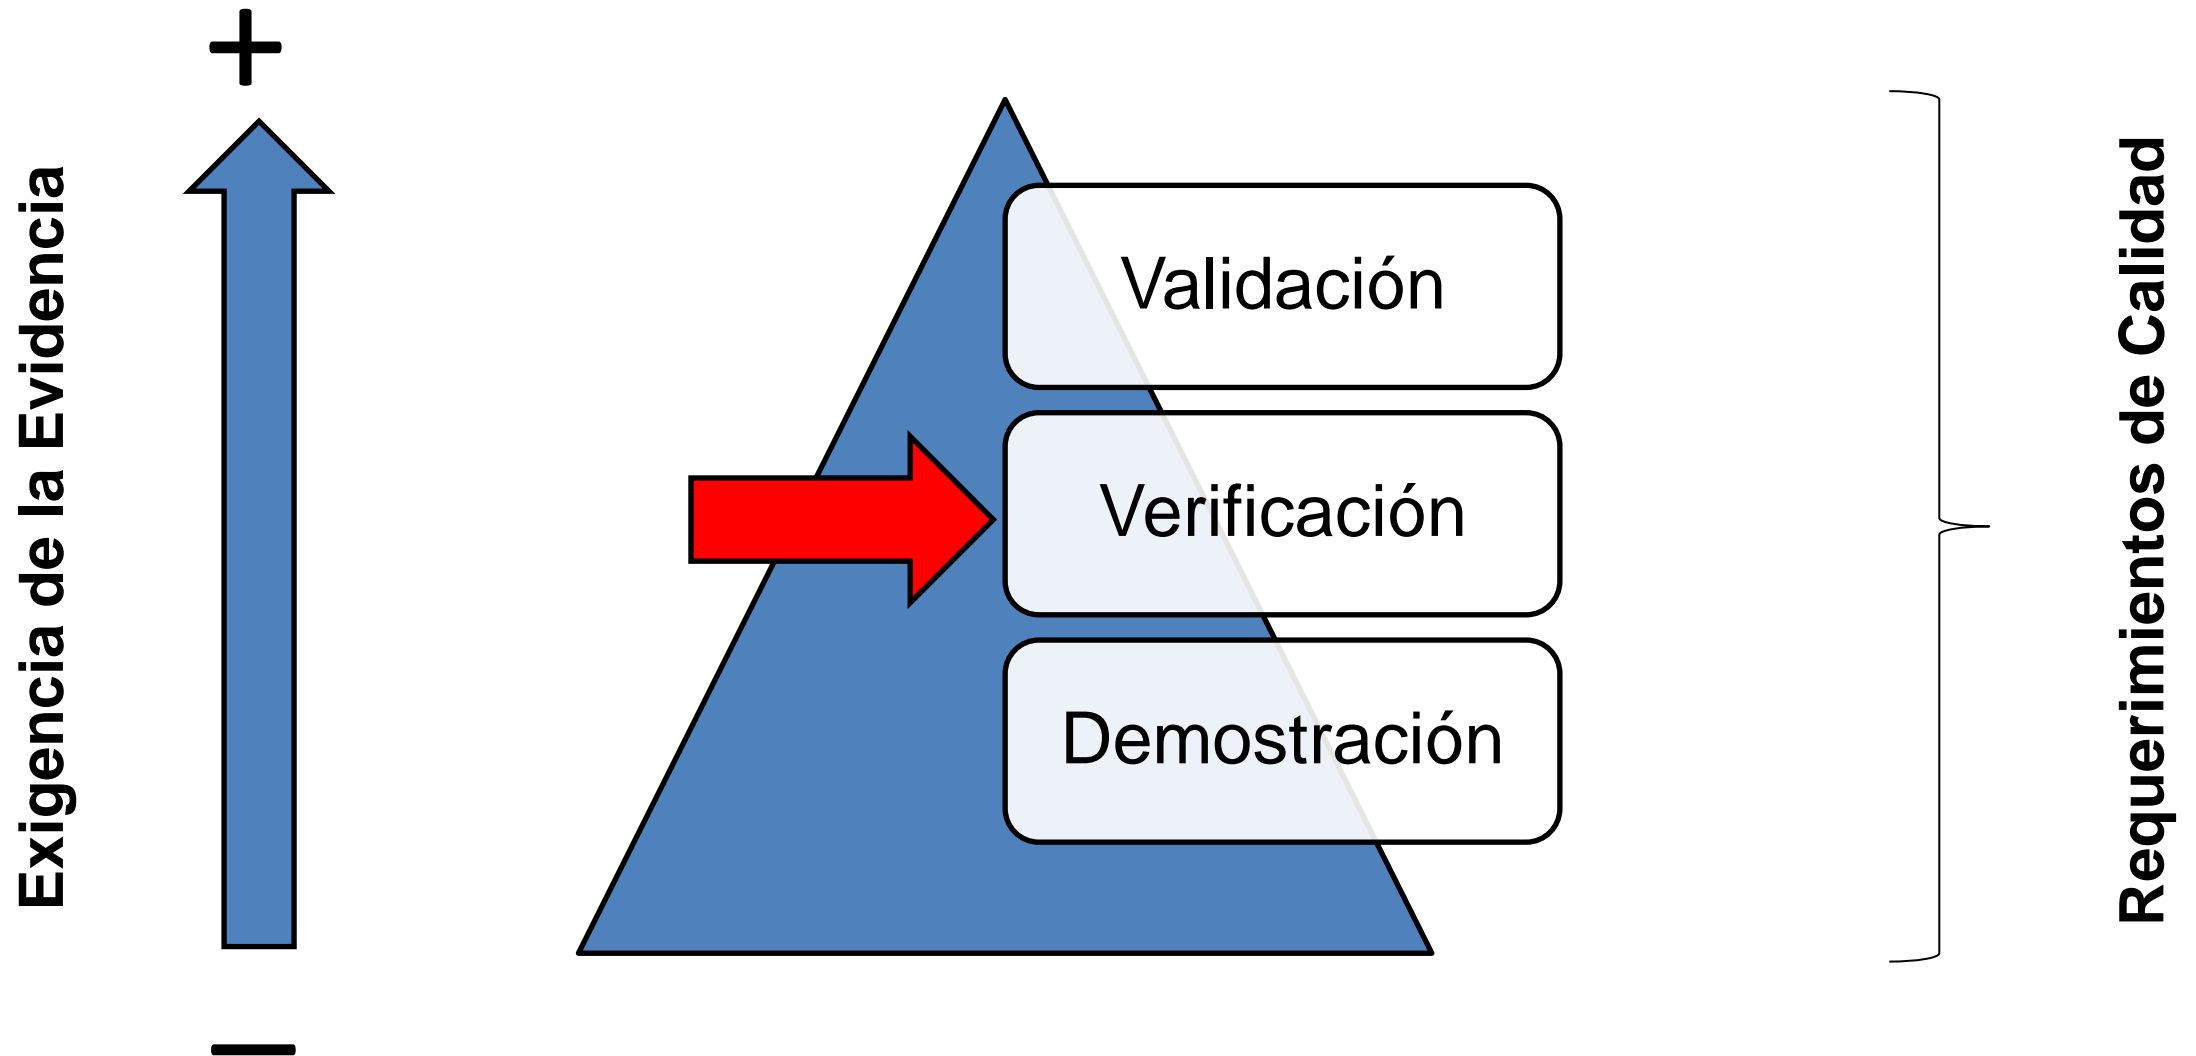 +
Exigencia de la Evidencia
Validación
Verificación
Demostración
Requerimientos de Calidad
–